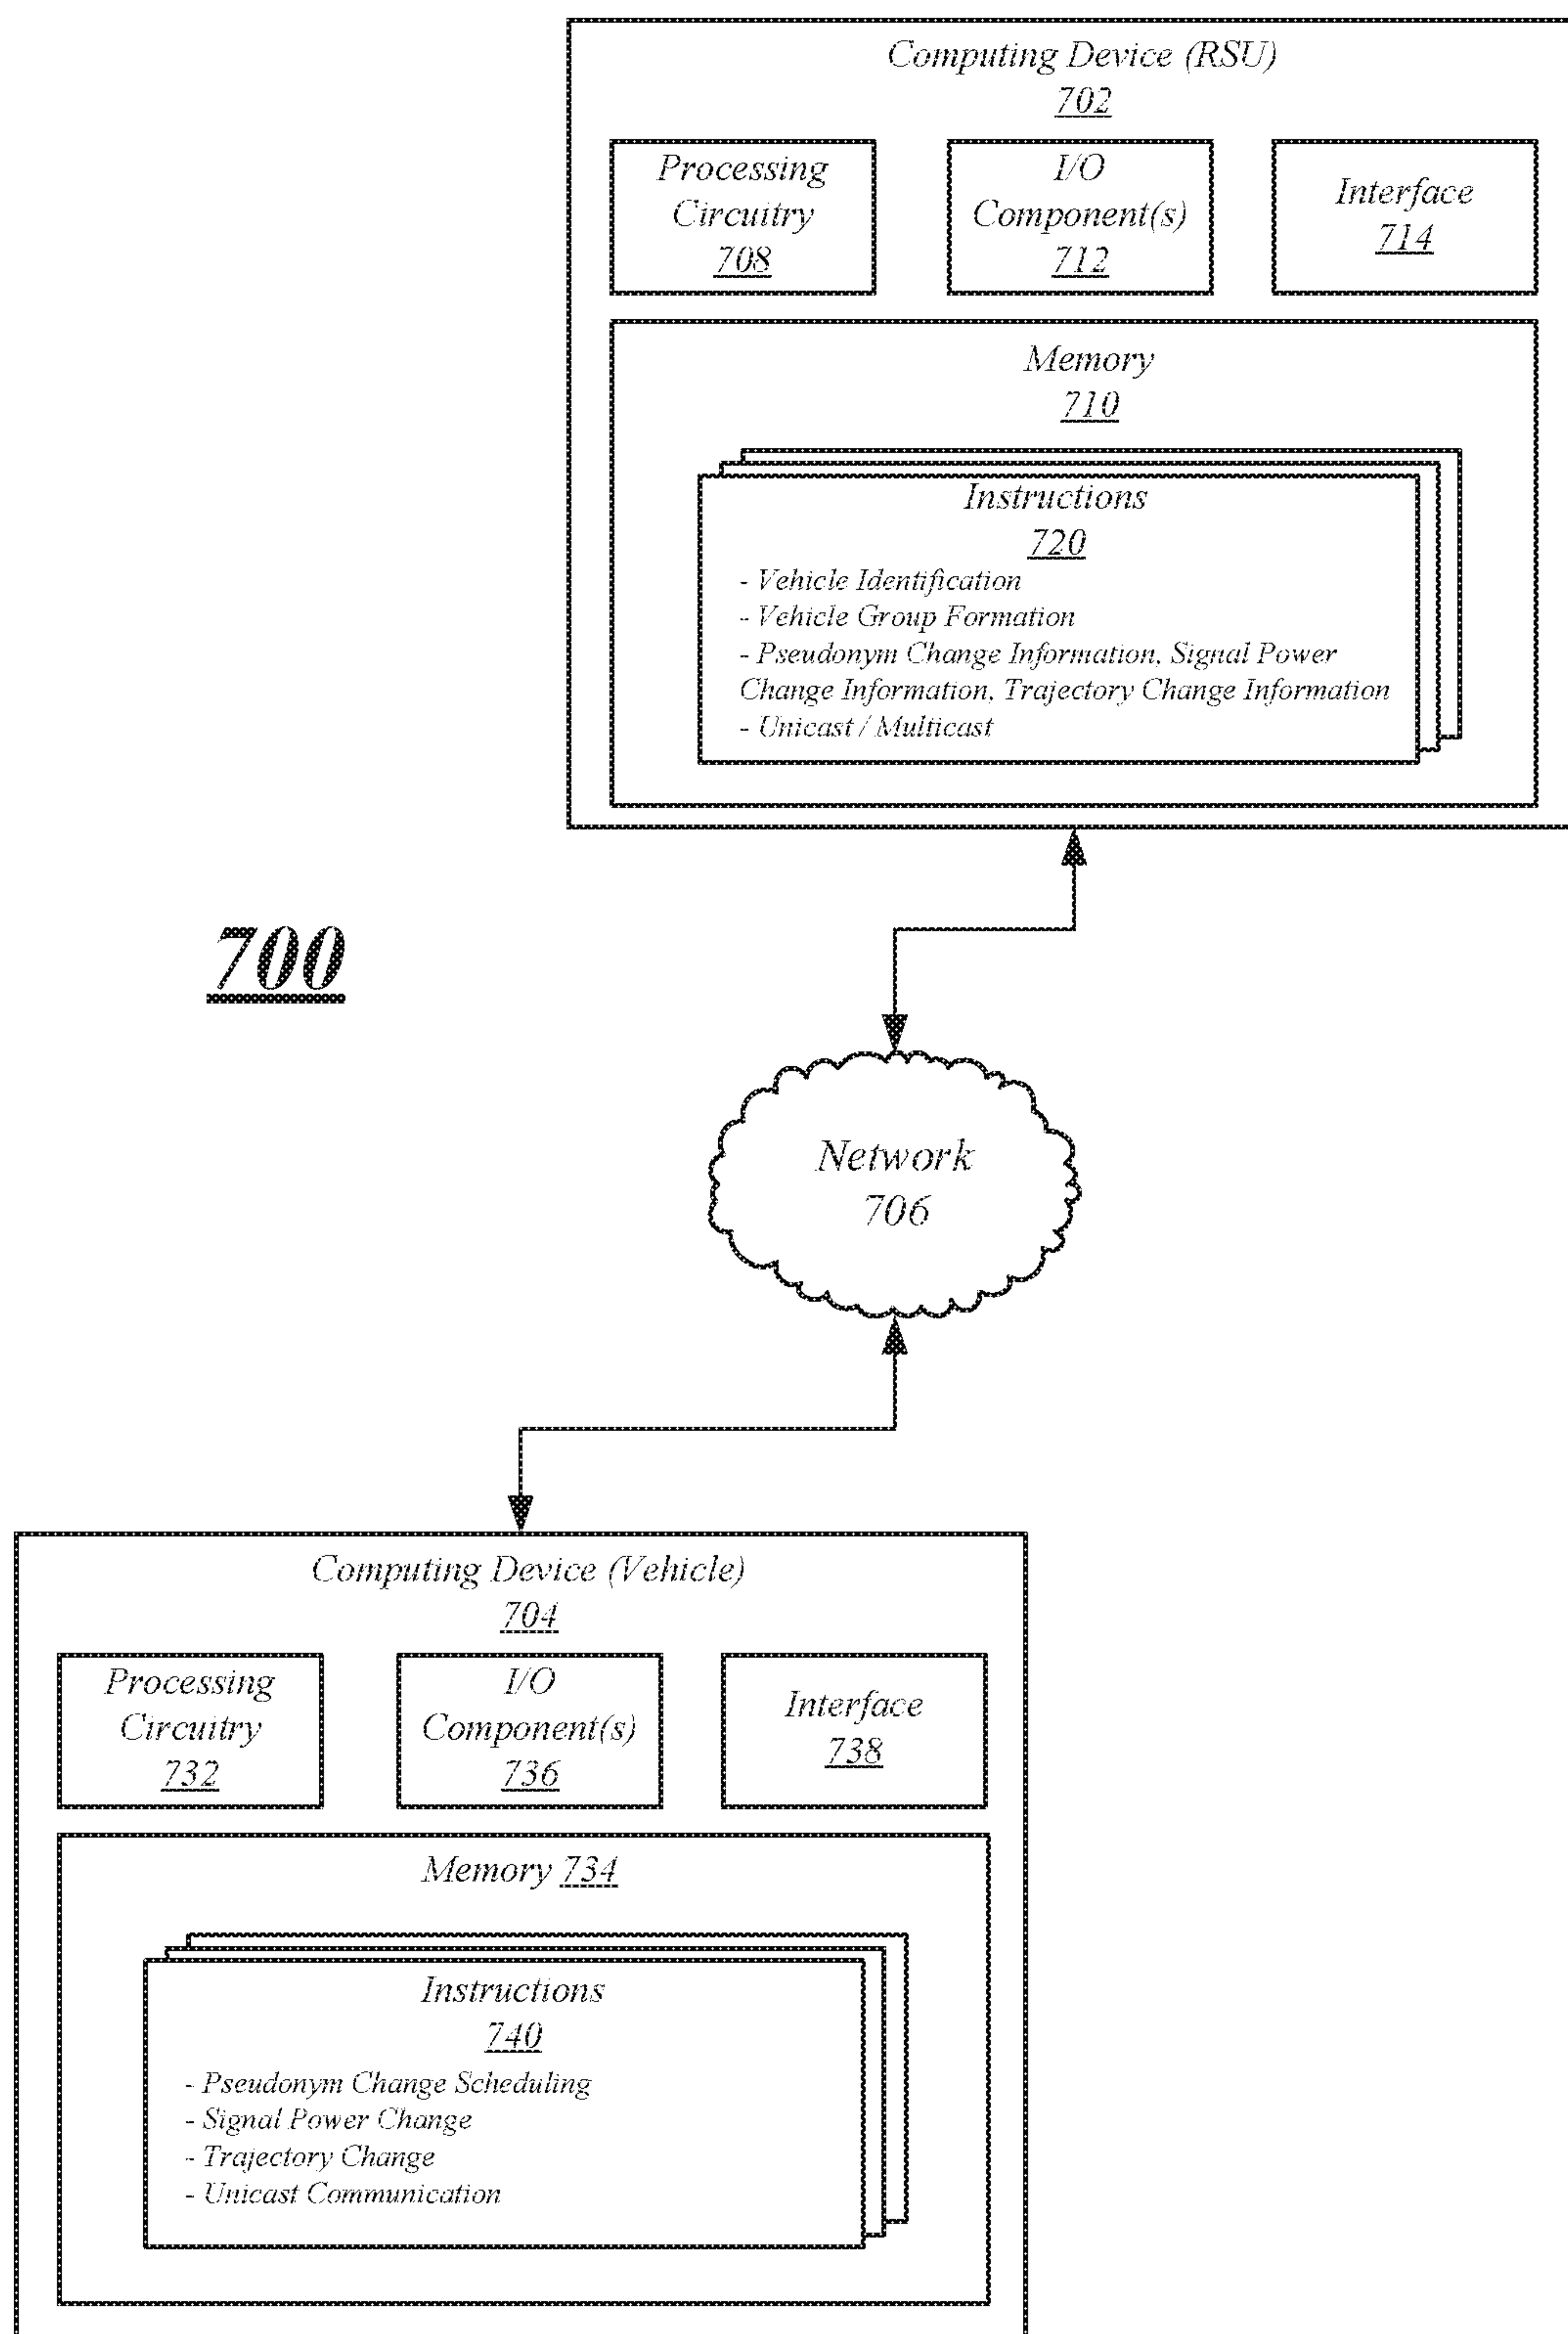 Computing Device (RSU)
702
Processing
Circuitry
708
I/O
Component(s)
712
Interface
714
Memory
710
Instructions
720
- Vehicle Identification
- Vehicle Group Formation
- Pseudonym Change Information, Signal Power
Change Information, Trajectory Change Information
- Unicast / Multicast
700
Network
706
Computing Device (Vehicle)
704
Processing
Circuitry
732
I/O
Component(s)
736
Interface
738
Memory 734
Instructions
740
- Pseudonym Change Scheduling
- Signal Power Change
- Trajectory Change
- Unicast Communication